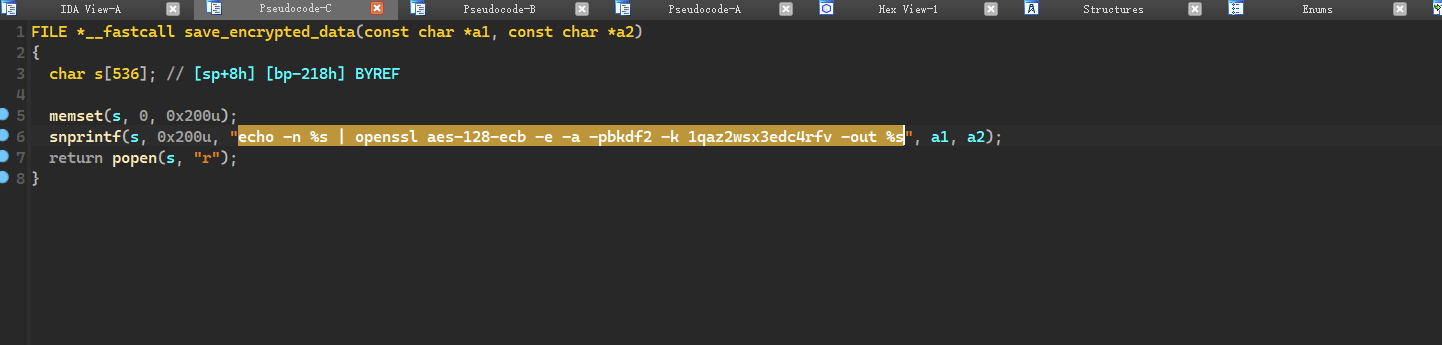 IDA View-A Pseudocode-C Pseudocode-B Pseudocode-A Hex View-1 Structures Enums
1 FILE *__fastcall save_encrypted_data(const char *a1, const char *a2)
2 {
3 char s[536]; // [sp+8h] [bp-218h] BYREF
4
5 memset(s, 0, 0x200u);
6 snprintf(s, 0x200u, "echo -n %s | openssl aes-128-ecb -e -a -pbkdf2 -k 1qaz2wsx3edc4rfv -out %s", a1, a2);
7 return popen(s, "r");
8 }